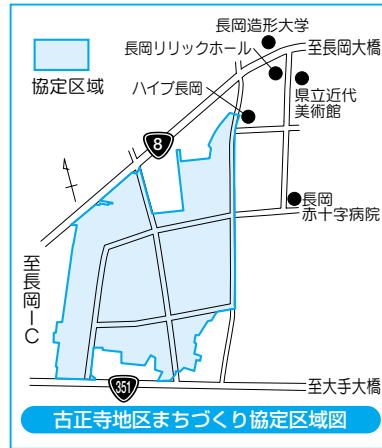 長岡造形大学
長岡リリックホール
至長岡大橋
協定区域
ハイブ長岡
県立近代
美術館
8
長岡
赤十字病院
至長岡IC
351
至大手大橋
古正寺地区まちづくり協定区域図